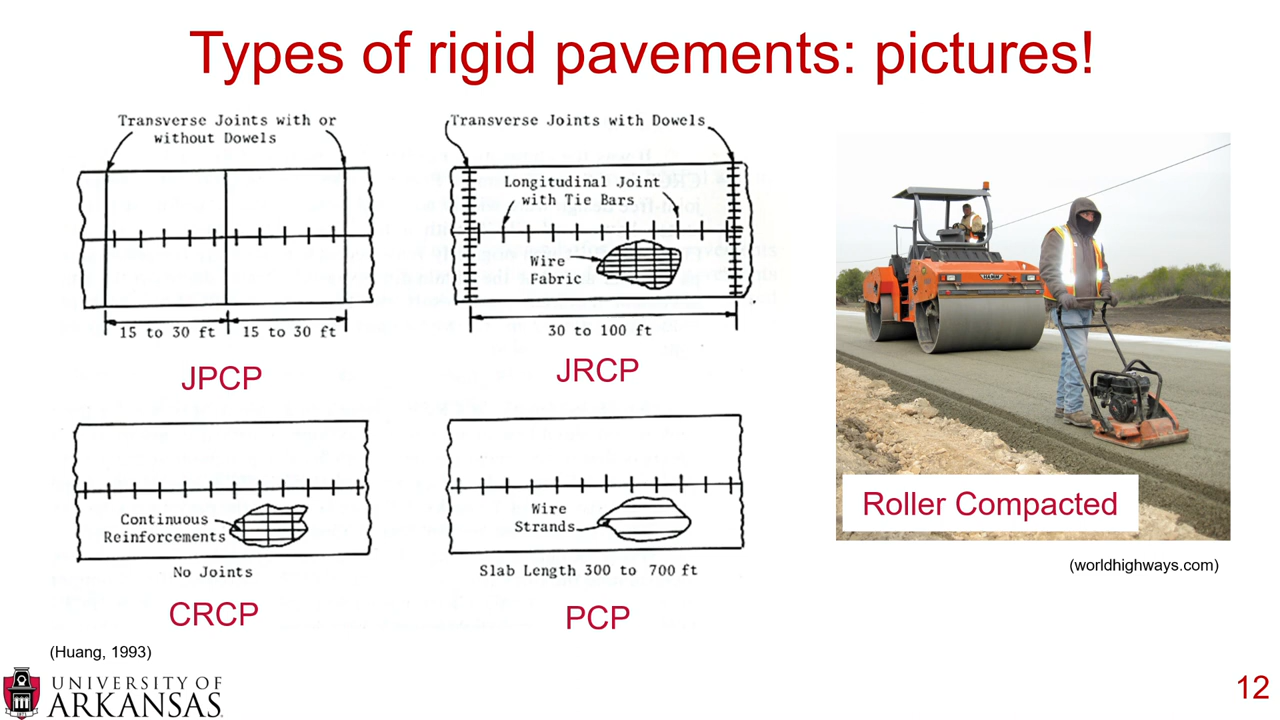 Types of rigid pavements: pictures!
Transverse Joints with or
without Dowels
15 to 30 ft
15 to 30 ft
JPCP
Transverse Joints with Dowels
Longitudinal Joint
with Tie Bars
Wire
Fabric
30 to 100 ft
JRCP
Continuous
Reinforcements
No Joints
CRCP
Wire
Strands
Slab Length 300 to 700 ft
PCP
HAMM
Roller Compacted
(worldhighways.com)
(Huang, 1993)
UNIVERSITY OF
ARKANSAS
12